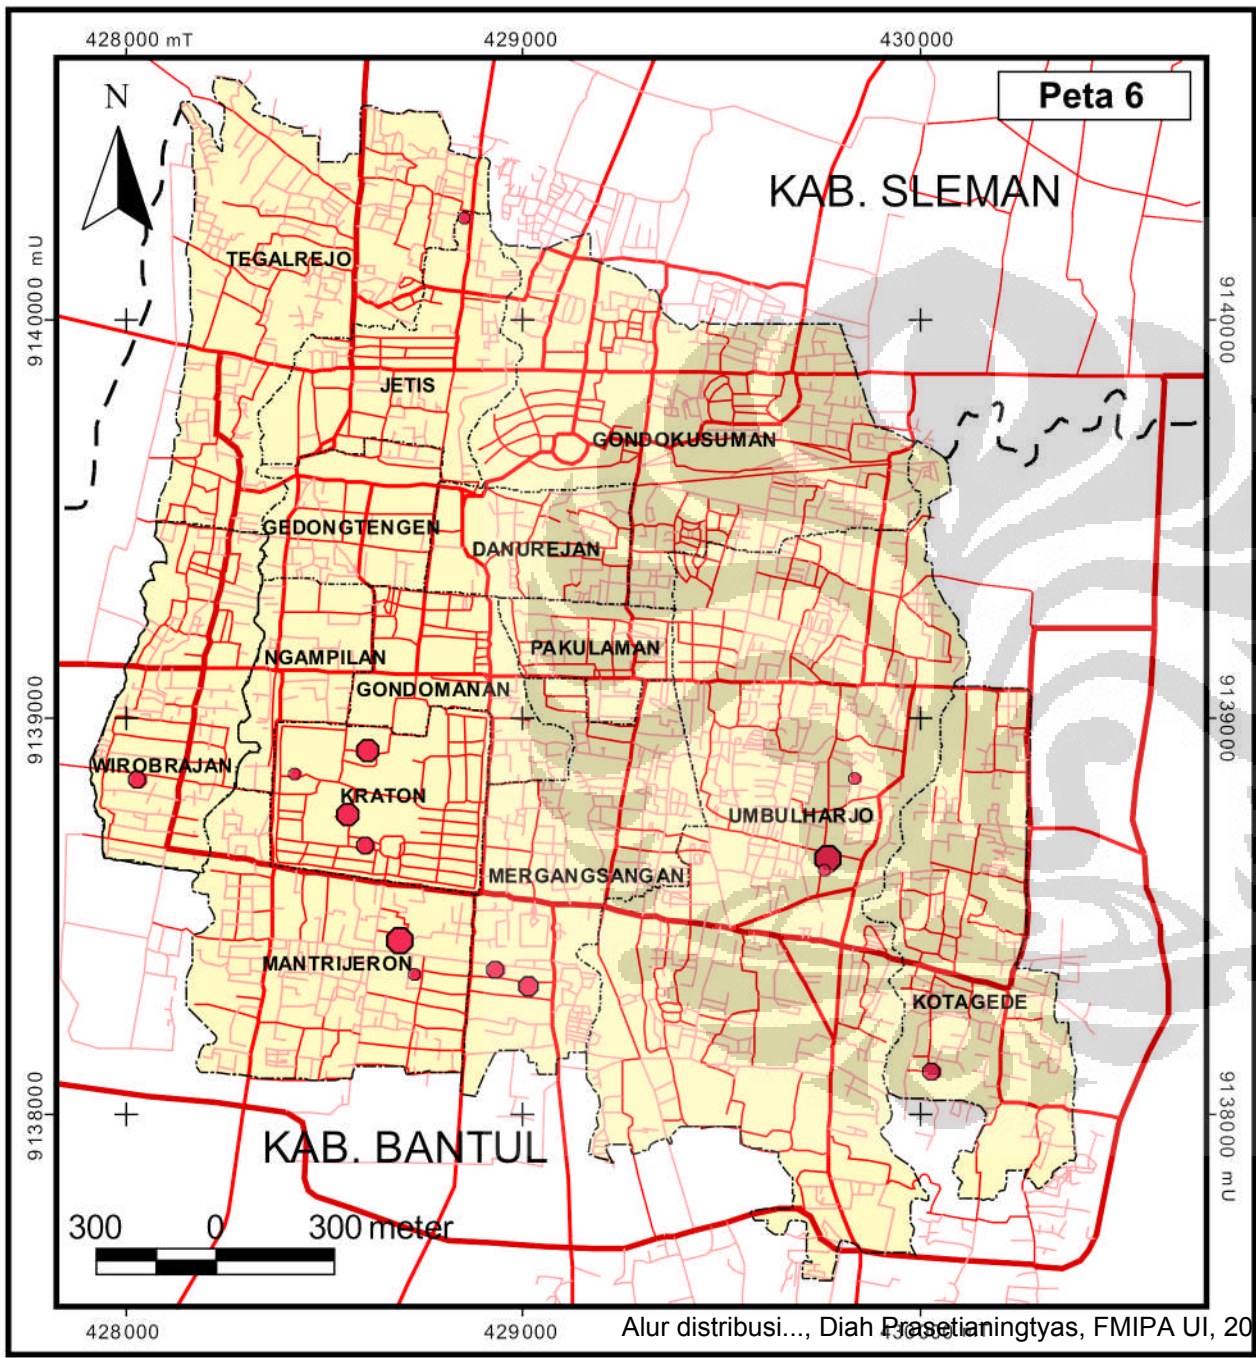 428000 mT
429000
430000
Peta 6
N
KAB. SLEMAN
TEGALREJO
9140000 mU
9140000
JETIS
GONDOKUSUMAN
GEDONGTENGEN
DANUREJAN
PAKULAMAN
NGAMPILAN
GONDOMANAN
9139000
9139000
WIROBRAJAN
KRATON
UMBULHARJO
MERGANGSANGAN
MANTRIJERON
KOTAGEDE
9138000
9138000 mU
KAB. BANTUL
300 0 300 meter
428000
429000
430000 mT
Alur distribusi..., Diah Prasetianingtyas, FMIPA UI, 20